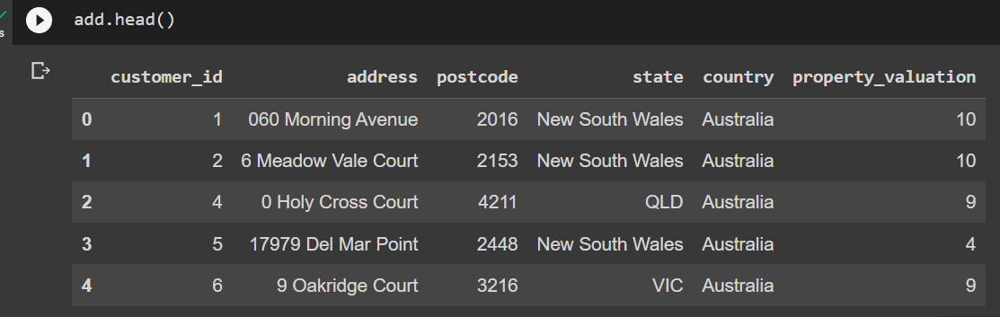 s
add.head()
customer_id address postcode state country property_valuation
0 1 060 Morning Avenue 2016 New South Wales Australia 10
1 2 6 Meadow Vale Court 2153 New South Wales Australia 10
2 4 0 Holy Cross Court 4211 QLD Australia 9
3 5 17979 Del Mar Point 2448 New South Wales Australia 4
4 6 9 Oakridge Court 3216 VIC Australia 9